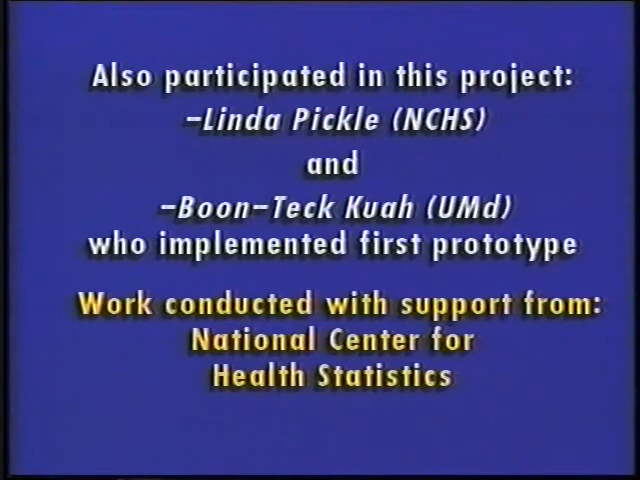 Also participated in this project:
–Linda Pickle (NCHS)
and
–Boon–Teck Kuah (UMd)
who implemented first prototype
Work conducted with support from:
National Center for
Health Statistics